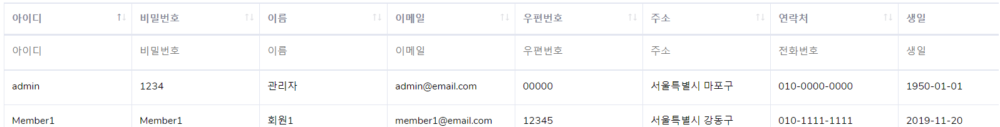 아이디 비밀번호 이름 이메일 우편번호 주소 연락처 생일
아이디 비밀번호 이름 이메일 우편번호 주소 전화번호 생일
admin 1234 관리자 admin@email.com 00000 서울특별시 마포구 010-0000-0000 1950-01-01
Member1 Member1 회원1 member1@email.com 12345 서울특별시 강동구 010-1111-1111 2019-11-20